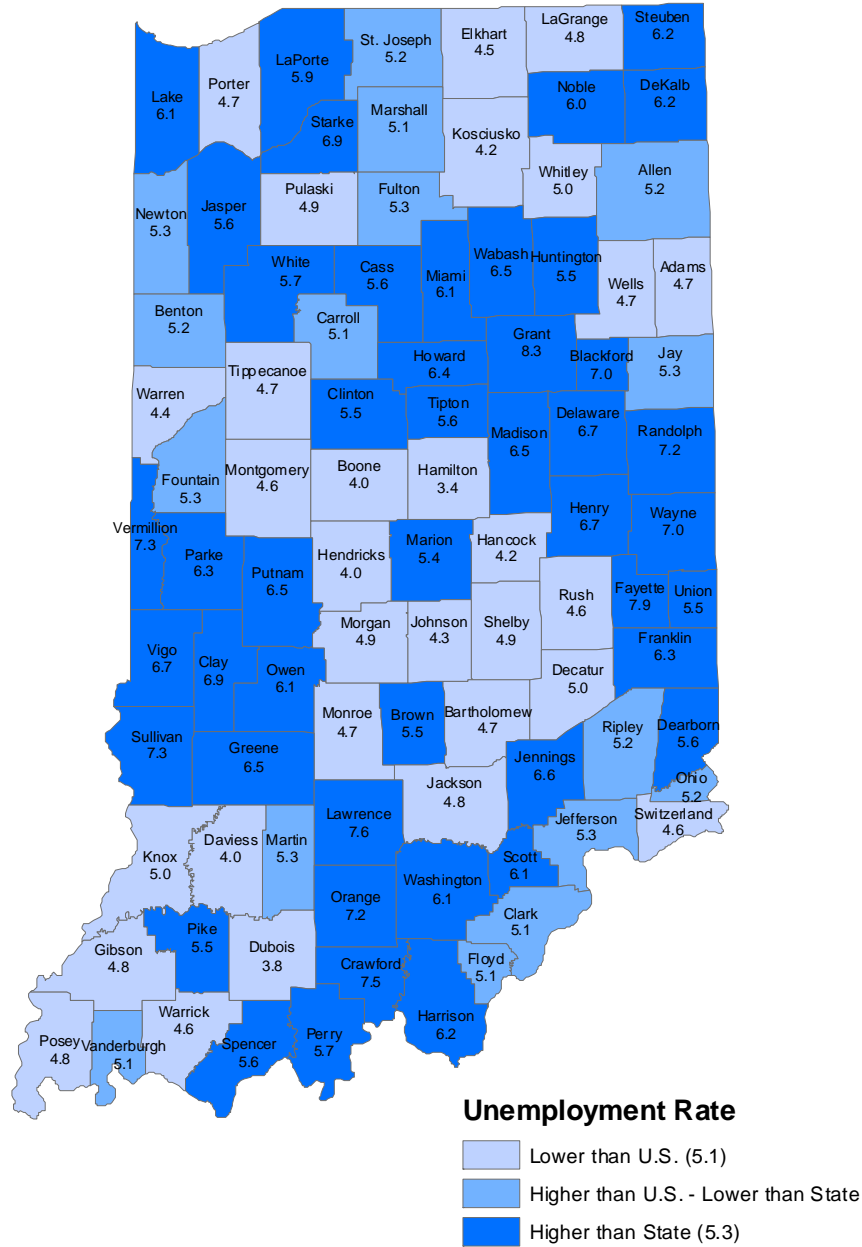 Steuben
6.2
LaGrange
4.8
Elkhart
4.5
St. Joseph
5.2
LaPorte
5.9
Porter
4.7
Lake
6.1
Noble
6.0
DeKalb
6.2
Marshall
5.1
Starke
6.9
Kosciusko
4.2
Whitley
5.0
Allen
5.2
Pulaski
4.9
Fulton
5.3
Jasper
5.6
Newton
5.3
White
5.7
Cass
5.6
Miami
6.1
Wabash
6.5
Huntington
5.5
Wells
4.7
Adams
4.7
Benton
5.2
Carroll
5.1
Grant
8.3
Howard
6.4
Blackford
7.0
Jay
5.3
Tippecanoe
4.7
Warren
4.4
Clinton
5.5
Tipton
5.6
Madison
6.5
Delaware
6.7
Randolph
7.2
Fountain
5.3
Montgomery
4.6
Boone
4.0
Hamilton
3.4
Henry
6.7
Wayne
7.0
Vermillion
7.3
Parke
6.3
Putnam
6.5
Hendricks
4.0
Marion
5.4
Hancock
4.2
Rush
4.6
Fayette
7.9
Union
5.5
Morgan
4.9
Johnson
4.3
Shelby
4.9
Franklin
6.3
Vigo
6.7
Clay
6.9
Owen
6.1
Decatur
5.0
Monroe
4.7
Brown
5.5
Bartholomew
4.7
Ripley
5.2
Dearborn
5.6
Sullivan
7.3
Greene
6.5
Jennings
6.6
Ohio
5.2
Jackson
4.8
Switzerland
4.6
Jefferson
5.3
Lawrence
7.6
Knox
5.0
Daviess
4.0
Martin
5.3
Scott
6.1
Washington
6.1
Orange
7.2
Clark
5.1
Pike
5.5
Dubois
3.8
Gibson
4.8
Floyd
5.1
Crawford
7.5
Harrison
6.2
Warrick
4.6
Perry
5.7
Spencer
5.6
Posey
4.8
Vanderburgh
5.1
Unemployment Rate
Lower than U.S. (5.1)
Higher than U.S. - Lower than State
Higher than State (5.3)